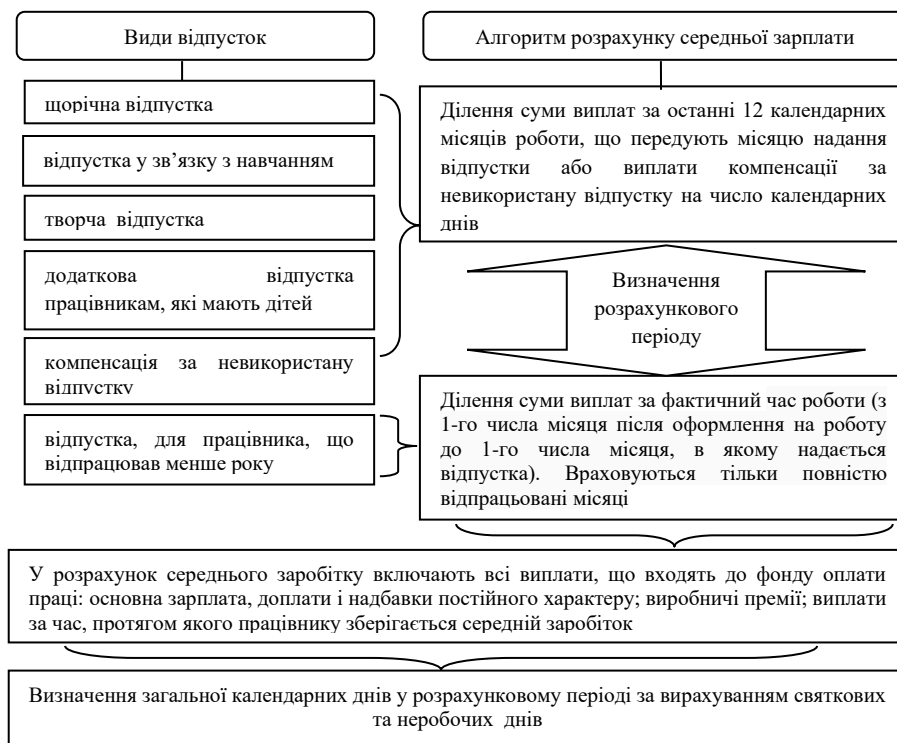 Види відпусток
Алгоритм розрахунку середньої зарплати
щорічна відпустка
відпустка у зв’язку з навчанням
творча відпустка
додаткова відпустка
працівникам, які мають дітей
компенсація за невикористану
відпустку
відпустка, для працівника, що
відпрацював менше року
Ділення суми виплат за останні 12 календарних
місяців роботи, що передують місяцю надання
відпустки або виплати компенсації за
невикористану відпустку на число календарних
днів
Визначення
розрахункового
періоду
Ділення суми виплат за фактичний час роботи (з
1-го числа місяця після оформлення на роботу
до 1-го числа місяця, в якому надається
відпустка). Враховуються тільки повністю
відпрацьовані місяці
У розрахунок середнього заробітку включають всі виплати, що входять до фонду оплати
праці: основна зарплата, доплати і надбавки постійного характеру; виробничі премії; виплати
за час, протягом якого працівнику зберігається середній заробіток
Визначення загальної календарних днів у розрахунковому періоді за вирахуванням святкових
та неробочих днів